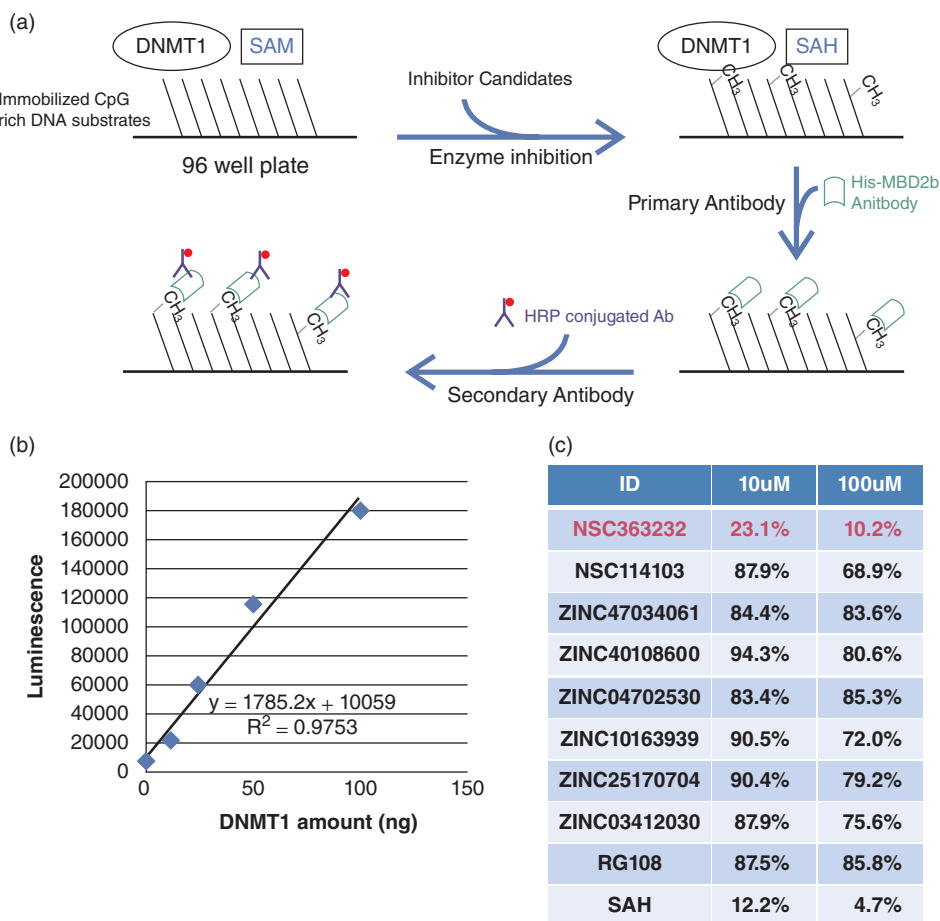 (a)
DNMT1 SAM
Immobilized CpG
rich DNA substrates
96 well plate
Inhibitor Candidates
Enzyme inhibition
DNMT1 SAH
CH3 CH3 CH3
Primary Antibody
His-MBD2b
Anitbody
CH3 CH3 CH3
HRP conjugated Ab
Secondary Antibody
CH3 CH3 CH3
(b)
Luminescence
200000
180000
160000
140000
120000
100000
80000
60000
40000
20000
0
y = 1785.2x + 10059
R² = 0.9753
0 50 100 150
DNMT1 amount (ng)
(c)
ID 10uM 100uM
NSC363232 23.1% 10.2%
NSC114103 87.9% 68.9%
ZINC47034061 84.4% 83.6%
ZINC40108600 94.3% 80.6%
ZINC04702530 83.4% 85.3%
ZINC10163939 90.5% 72.0%
ZINC25170704 90.4% 79.2%
ZINC03412030 87.9% 75.6%
RG108 87.5% 85.8%
SAH 12.2% 4.7%